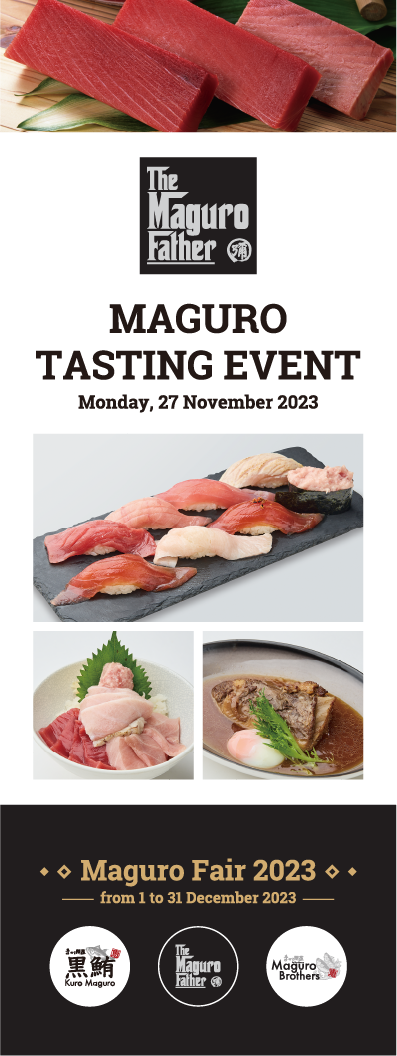 The
Maguro
Father
MAGURO
TASTING EVENT
Monday, 27 November 2023
Maguro Fair 2023
from 1 to 31 December 2023
黒鮪
Kuro Maguro
The
Maguro
Father
Maguro
Brothers